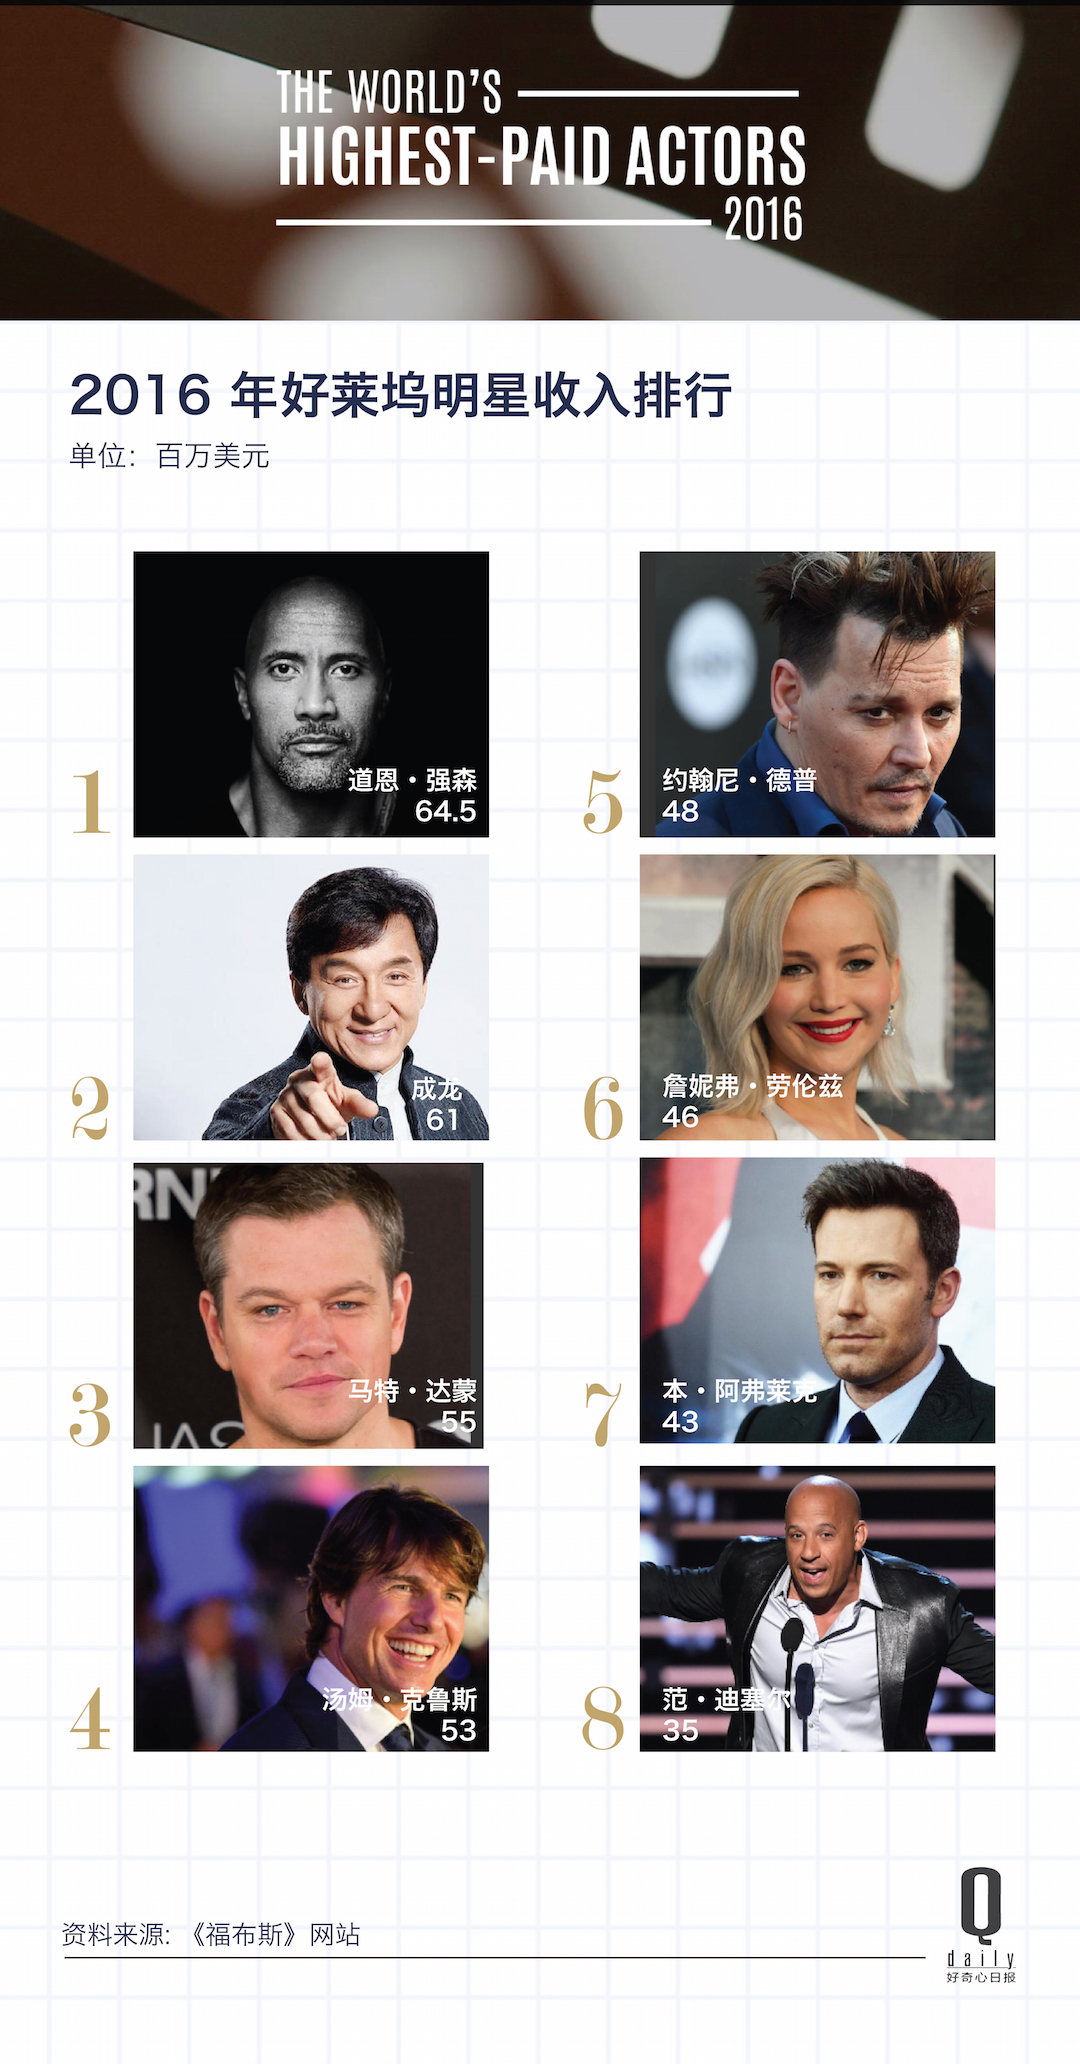 THE WORLD'S
HIGHEST-PAID ACTORS
2016
2016 年好莱坞明星收入排行
单位：百万美元
1
道恩・强森
64.5
2
成龙
61
3
马特・达蒙
55
4
汤姆・克鲁斯
53
5
约翰尼・德普
48
6
詹妮弗・劳伦兹
46
7
本・阿弗莱克
43
8
范・迪塞尔
35
资料来源：《福布斯》网站
Q
daily
好奇心日报